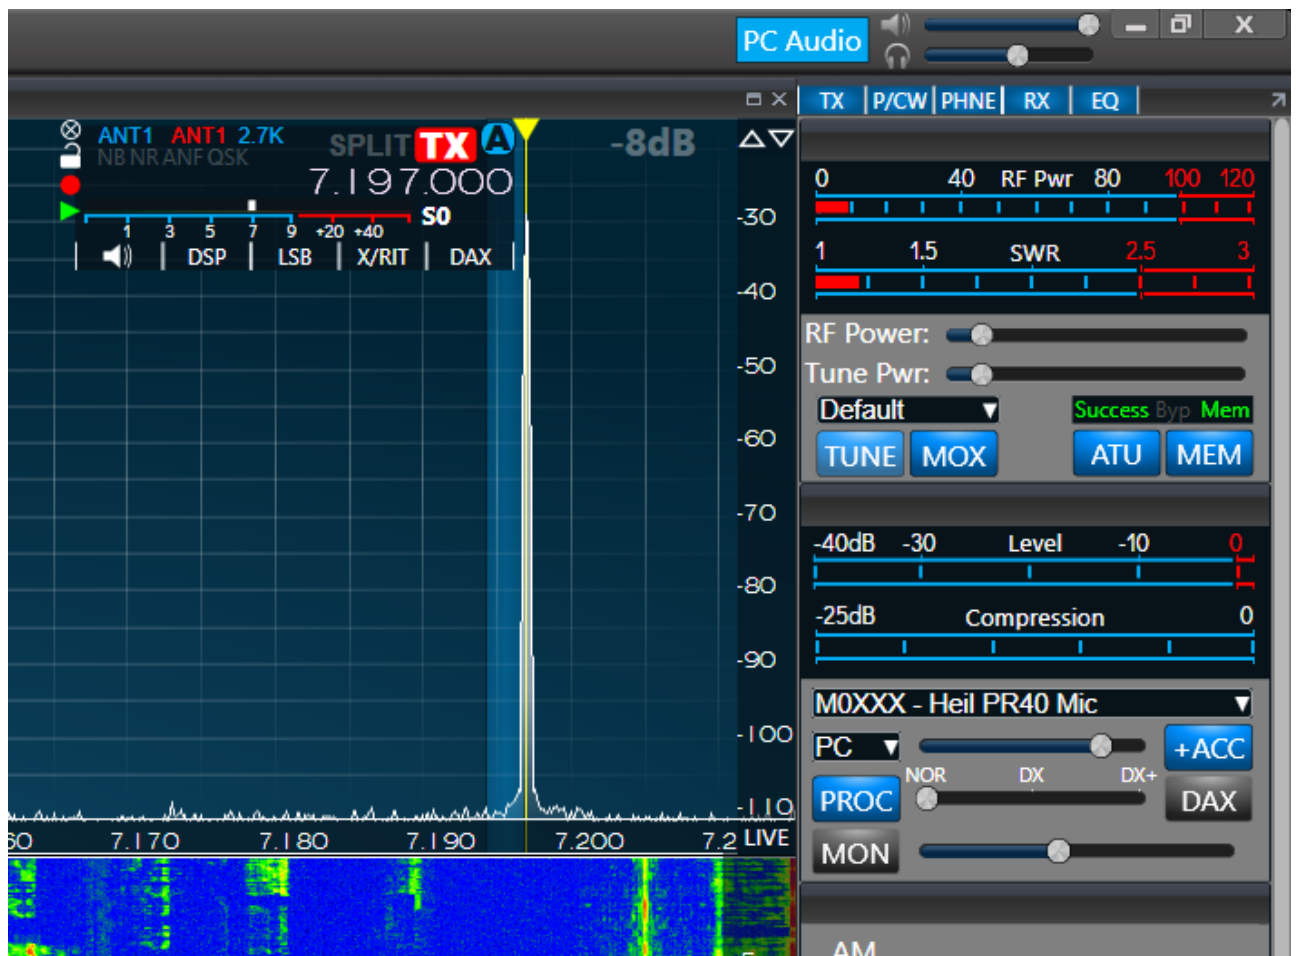 PC Audio
X
TX P/CW PHNE RX EQ
ANT1 ANT1 2.7K
NB NR ANF QSK
SPLIT TX A
-8dB
7.197.000
1 3 5 7 9 +20 +40
S0
DSP LSB X/RIT DAX
-30
-40
-50
-60
-70
-80
-90
-100
-110
60 7.170 7.180 7.190 7.200 7.2 LIVE
0 40 RF Pwr 80 100 120
1 1.5 SWR 2.5 3
RF Power:
Tune Pwr:
Default
Success Byp Mem
TUNE MOX ATU MEM
-40dB -30 Level -10 0
-25dB Compression 0
M0XXX - Heil PR40 Mic
PC +ACC
NOR DX DX+
PROC DAX
MON
AM